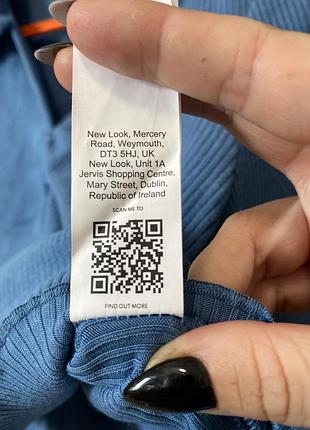 New Look, Mercery
Road, Weymouth,
DT3 5HJ, UK
New Look, Unit 1A
Jervis Shopping Centre,
Mary Street, Dublin,
Republic of Ireland
SCAN ME TO
FIND OUT MORE